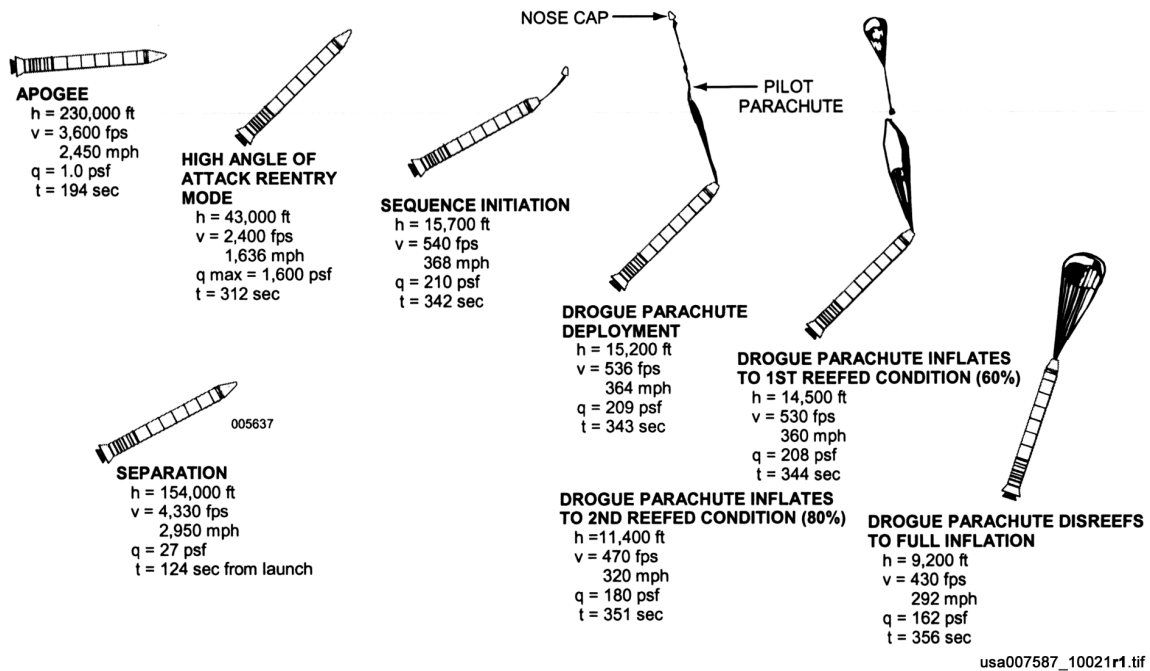 NOSE CAP
PILOT
PARACHUTE
APOGEE
h = 230,000 ft
v = 3,600 fps
2,450 mph
q = 1.0 psf
t = 194 sec
HIGH ANGLE OF
ATTACK REENTRY
MODE
h = 43,000 ft
v = 2,400 fps
1,636 mph
q max = 1,600 psf
t = 312 sec
SEQUENCE INITIATION
h = 15,700 ft
v = 540 fps
368 mph
q = 210 psf
t = 342 sec
DROGUE PARACHUTE
DEPLOYMENT
h = 15,200 ft
v = 536 fps
364 mph
q = 209 psf
t = 343 sec
DROGUE PARACHUTE INFLATES
TO 1ST REEFED CONDITION (60%)
h = 14,500 ft
v = 530 fps
360 mph
q = 208 psf
t = 344 sec
005637
SEPARATION
h = 154,000 ft
v = 4,330 fps
2,950 mph
q = 27 psf
t = 124 sec from launch
DROGUE PARACHUTE INFLATES
TO 2ND REEFED CONDITION (80%)
h =11,400 ft
v = 470 fps
320 mph
q = 180 psf
t = 351 sec
DROGUE PARACHUTE DISREEFS
TO FULL INFLATION
h = 9,200 ft
v = 430 fps
292 mph
q = 162 psf
t = 356 sec
usa007587_10021r1.tif